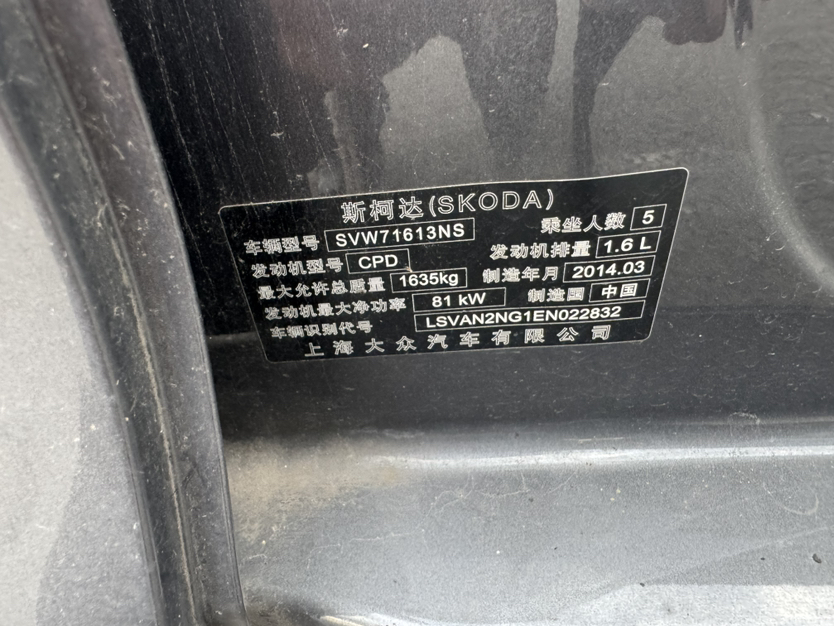 斯柯达(SKODA)
车辆型号 SVW71613NS 乘坐人数 5
发动机型号 CPD 发动机排量 1.6 L
最大允许总质量 1635kg 制造年月 2014.03
发动机最大净功率 81 kW 制造国 中国
车辆识别代号 LSVAN2NG1EN022832
上海大众汽车有限公司